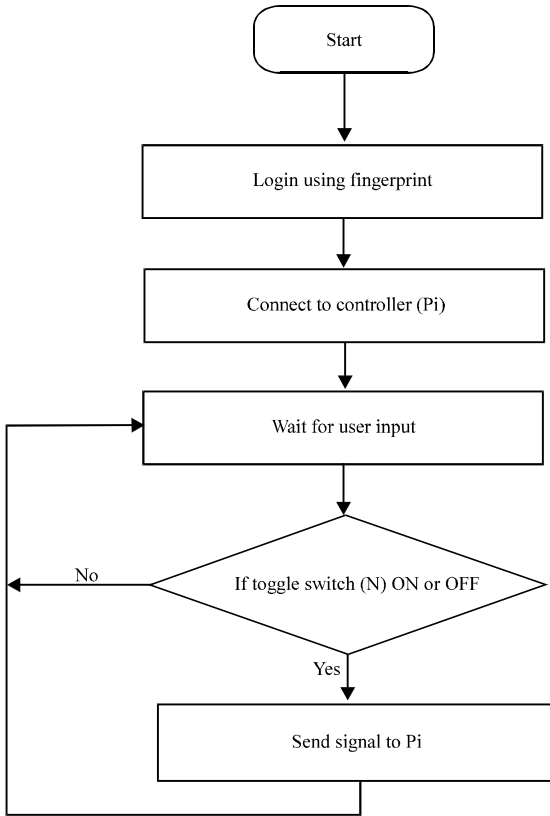 Start
Login using fingerprint
Connect to controller (Pi)
Wait for user input
No
If toggle switch (N) ON or OFF
Yes
Send signal to Pi